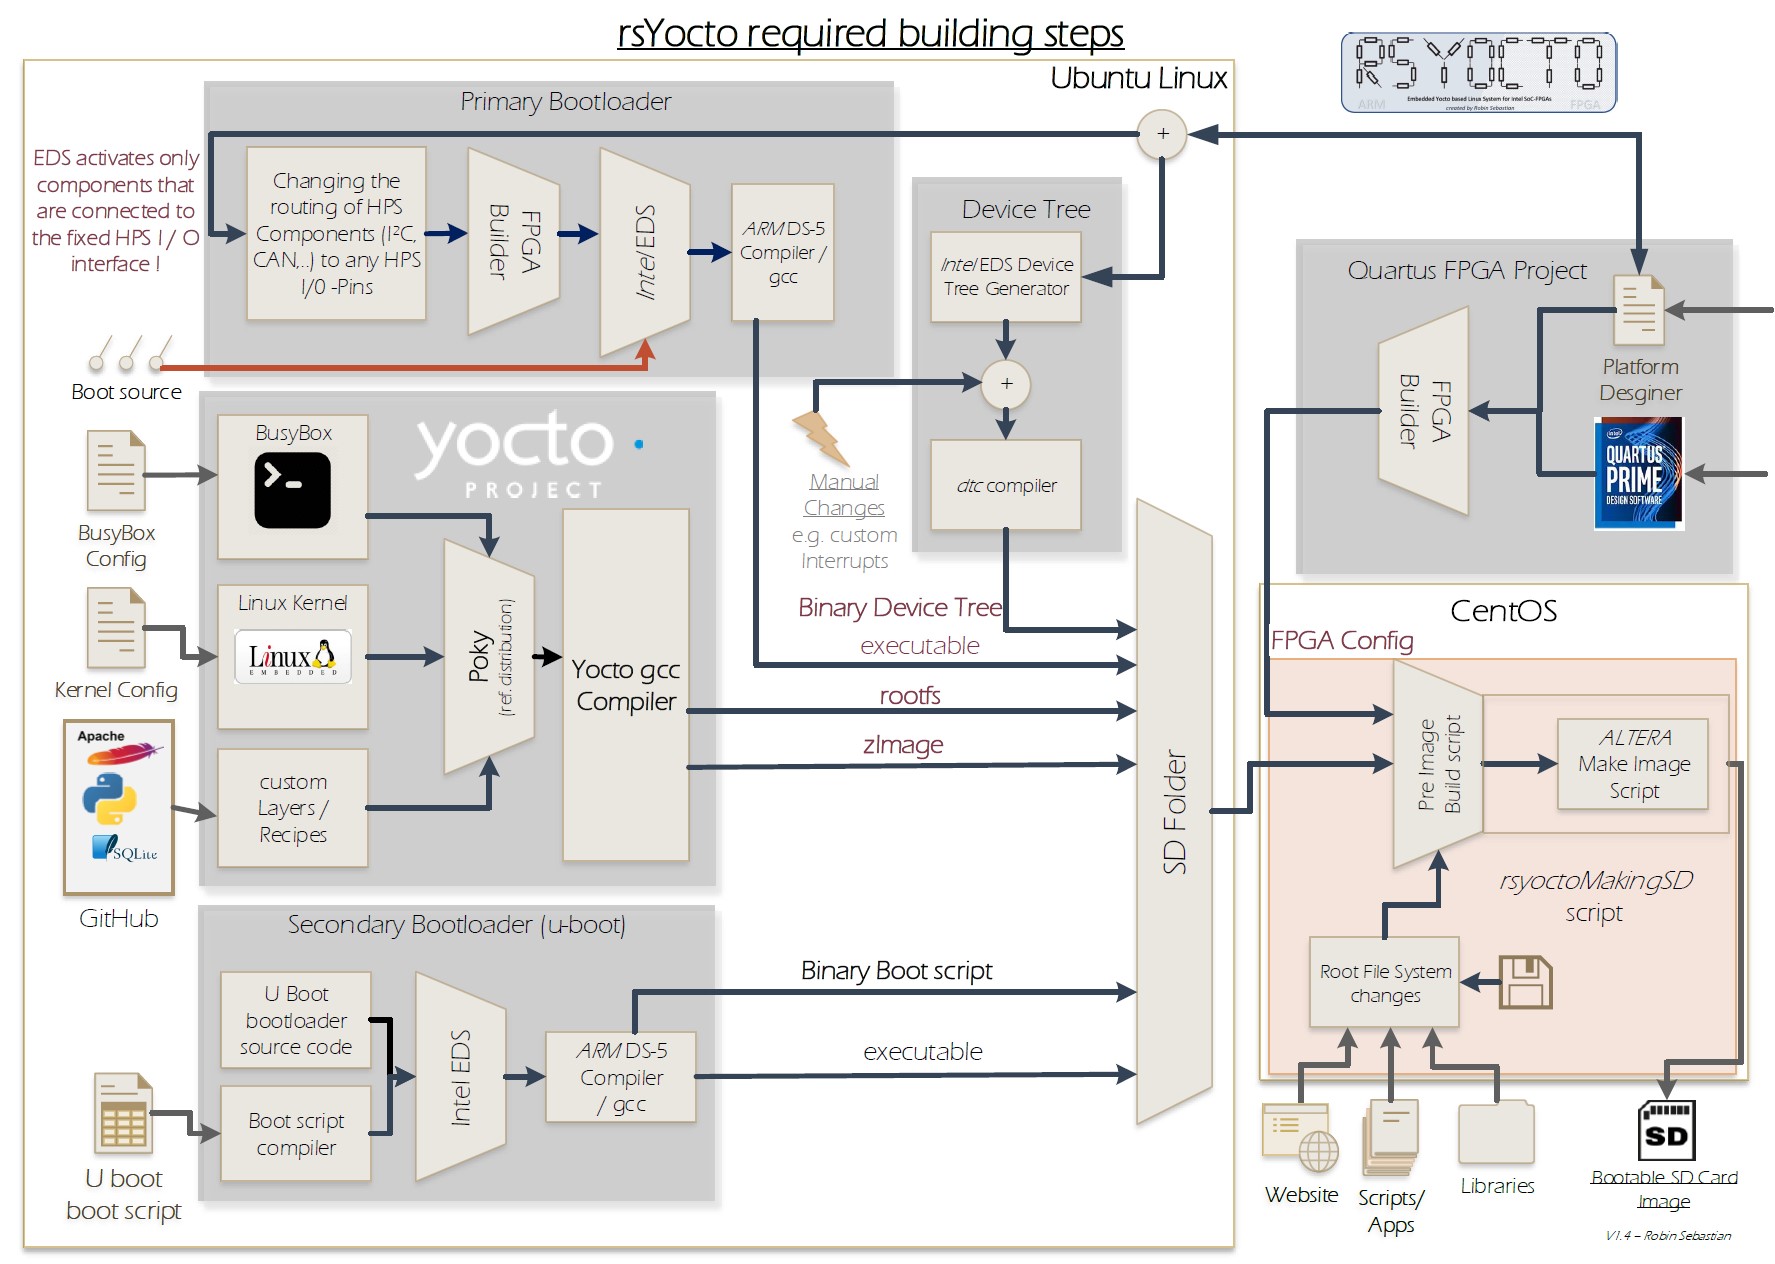 rsYocto required building steps
Ubuntu Linux
RSYOCTO
Embedded Yocto based Linux System for Intel SoC-FPGAs
created by Robin Sebastian
ARM
FPGA
Primary Bootloader
EDS activates only
components that
are connected to
the fixed HPS I / O
interface !
Changing the
routing of HPS
Components (I²C,
CAN,..) to any HPS
I/0 -Pins
FPGA
Builder
Intel EDS
ARM DS-5
Compiler /
gcc
Boot source
Device Tree
Intel EDS Device
Tree Generator
+
+
dtc compiler
Manual
Changes
e.g. custom
Interrupts
Quartus FPGA Project
FPGA
Builder
Platform
Desginer
intel
QUARTUS
PRIME
DESIGN SOFTWARE
BusyBox
Config
Kernel Config
Apache
SQLite
GitHub
BusyBox
yocto
PROJECT
Linux Kernel
Linux
EMBEDDED
custom
Layers /
Recipes
Poky
(ref. distribution)
Yocto gcc
Compiler
Binary Device Tree
executable
rootfs
zImage
SD Folder
Secondary Bootloader (u-boot)
U Boot
bootloader
source code
Boot script
compiler
Intel EDS
ARM DS-5
Compiler
/ gcc
Binary Boot script
executable
U boot
boot script
CentOS
FPGA Config
Pre Image
Build script
ALTERA
Make Image
Script
rsyoctoMakingSD
script
Root File System
changes
Website
Scripts/
Apps
Libraries
SD
Bootable SD Card
Image
V1.4 – Robin Sebastian